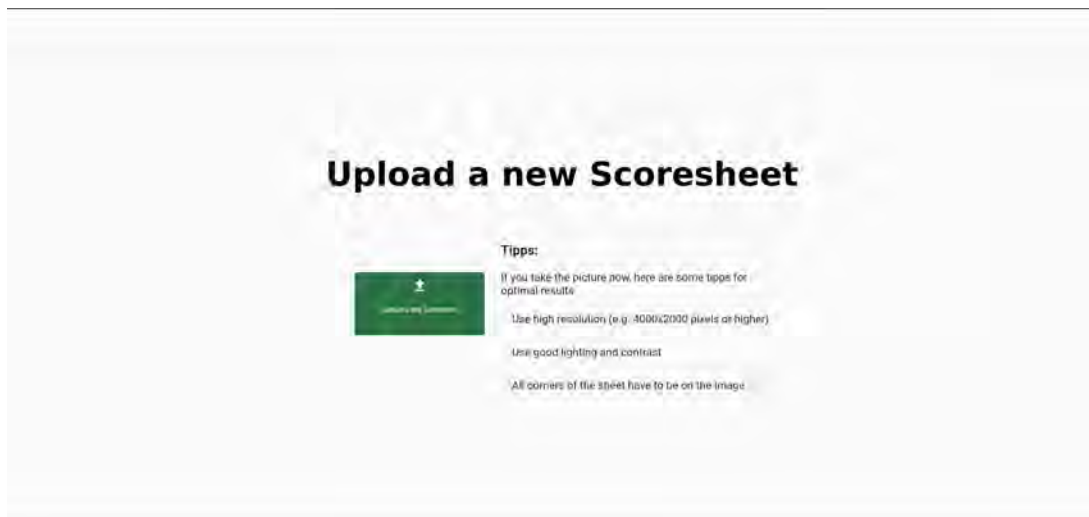 Upload a new Scoresheet
Tipps:
If you take the picture now, here are some tipps for
optimal results
Use high resolution (e.g. 4000x2000 pixels or higher)
Use good lighting and contrast
All corners of the sheet have to be on the image